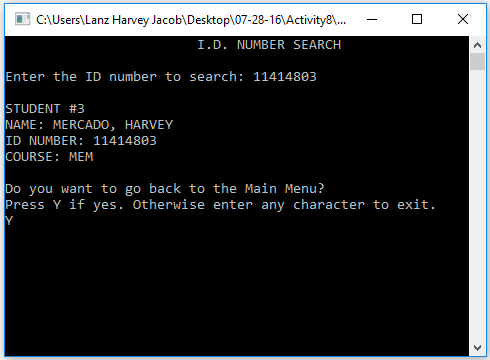 C:\Users\Lanz Harvey Jacob\Desktop\07-28-16\Activity8\...
I.D. NUMBER SEARCH
Enter the ID number to search: 11414803
STUDENT #3
NAME: MERCADO, HARVEY
ID NUMBER: 11414803
COURSE: MEM
Do you want to go back to the Main Menu?
Press Y if yes. Otherwise enter any character to exit.
Y